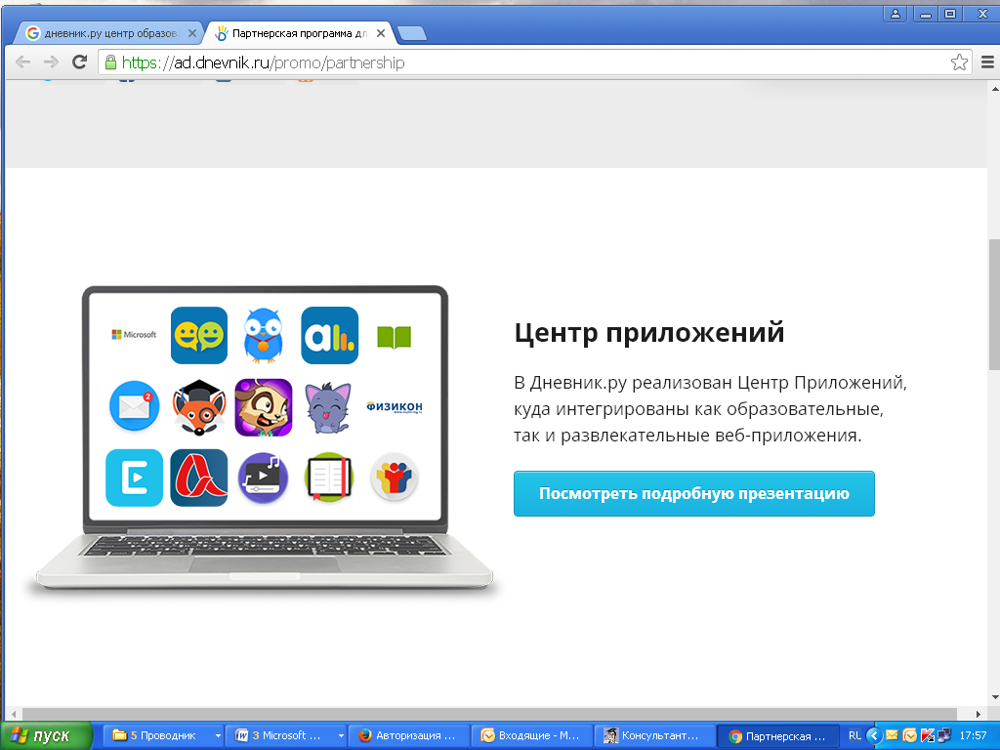 дневник.ру центр образов
Партнерская программа дл
https://ad.dnevnik.ru/promo/partnership
Microsoft
al.
2
ФИЗИКОН
E
Центр приложений
В Дневник.ру реализован Центр Приложений,
куда интегрированы как образовательные,
так и развлекательные веб-приложения.
Посмотреть подробную презентацию
пуск
5 Проводник
3 Microsoft ...
Авторизация ...
Входящие - M...
Консультант...
Партнерская ...
RL
17:57